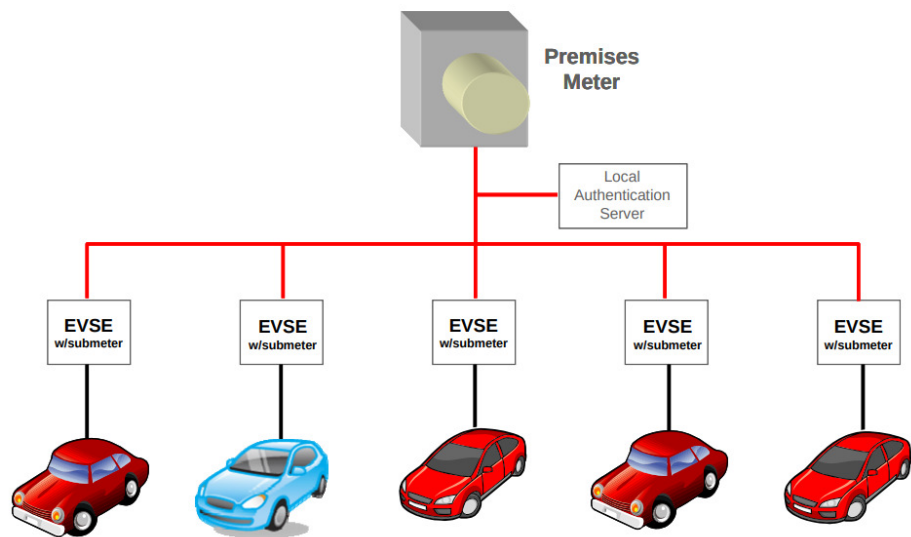 Premises
Meter
Local
Authentication
Server
EVSE
w/submeter
EVSE
w/submeter
EVSE
w/submeter
EVSE
w/submeter
EVSE
w/submeter